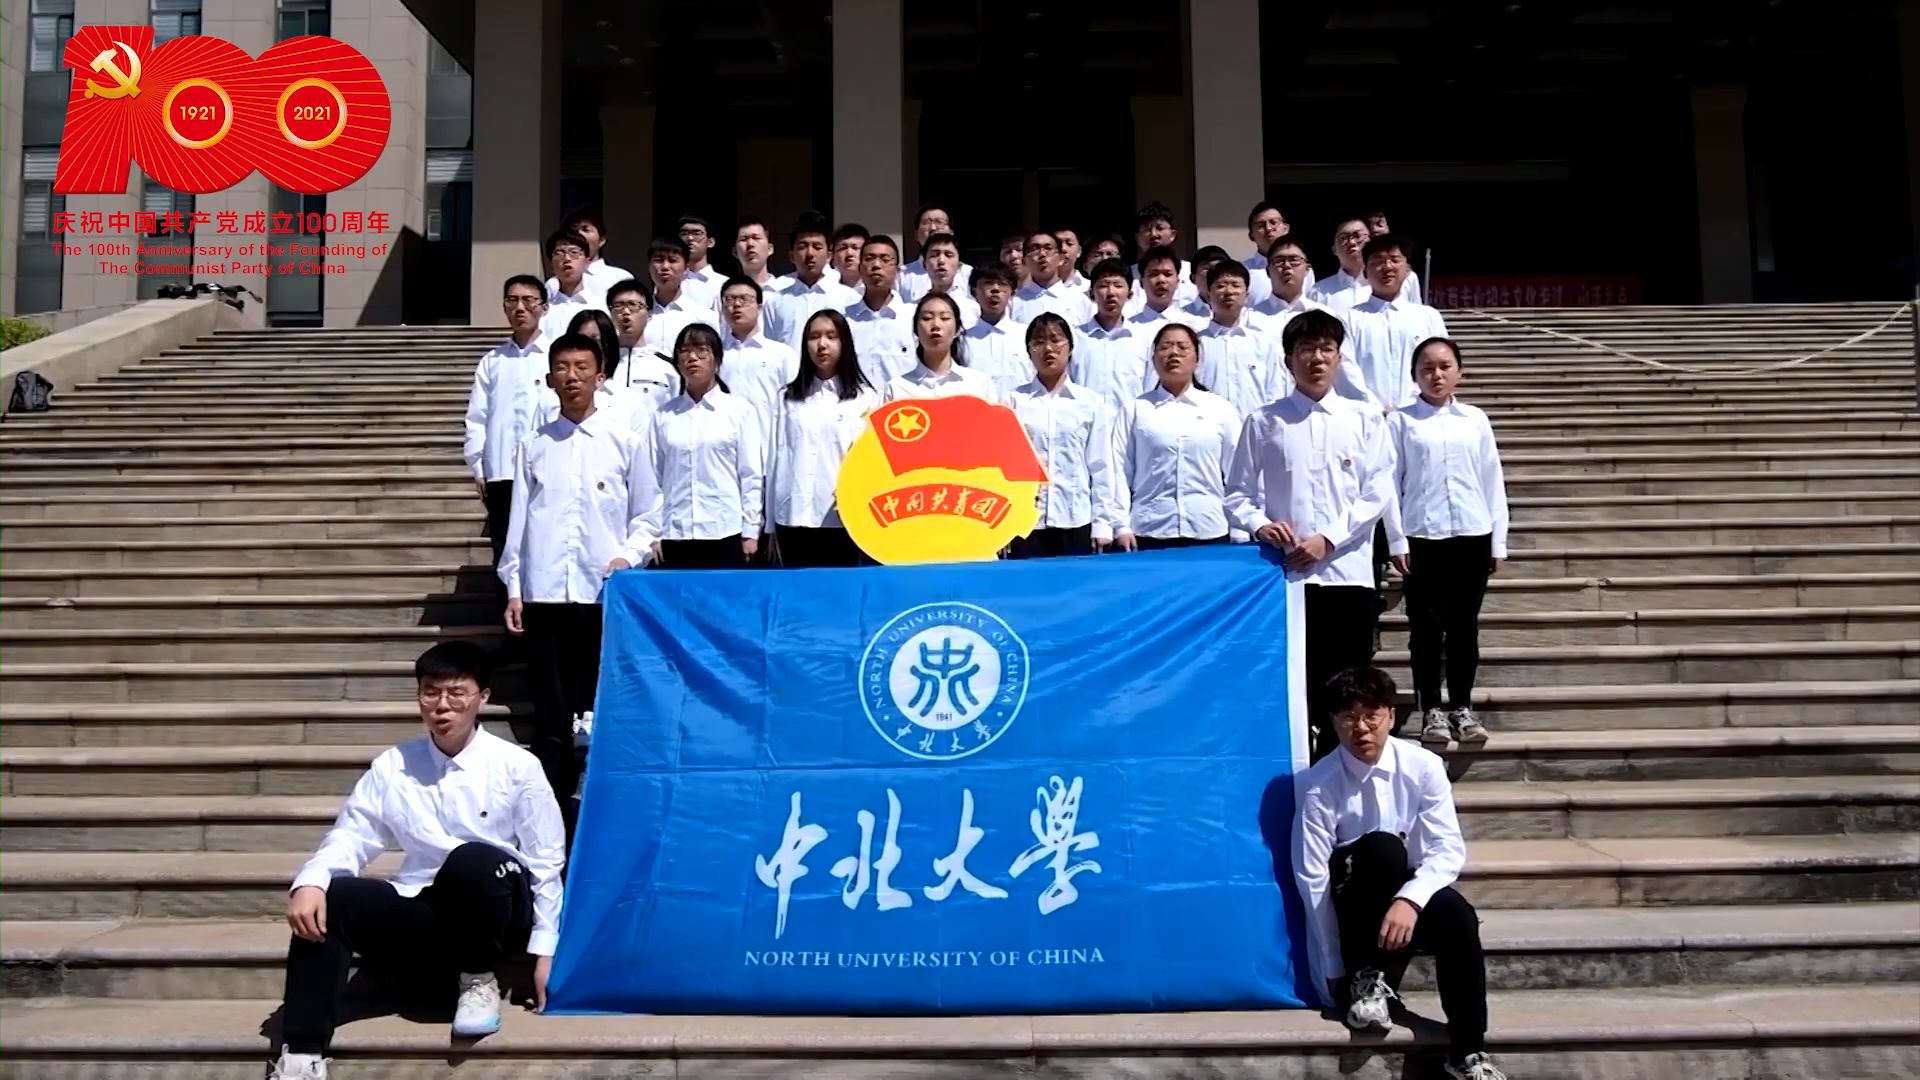 1921
2021
庆祝中国共产党成立100周年
The 100th Anniversary of the Founding of
The Communist Party of China
中国共青团
NORTH UNIVERSITY OF CHINA
1941
中北大学
中北大學
NORTH UNIVERSITY OF CHINA